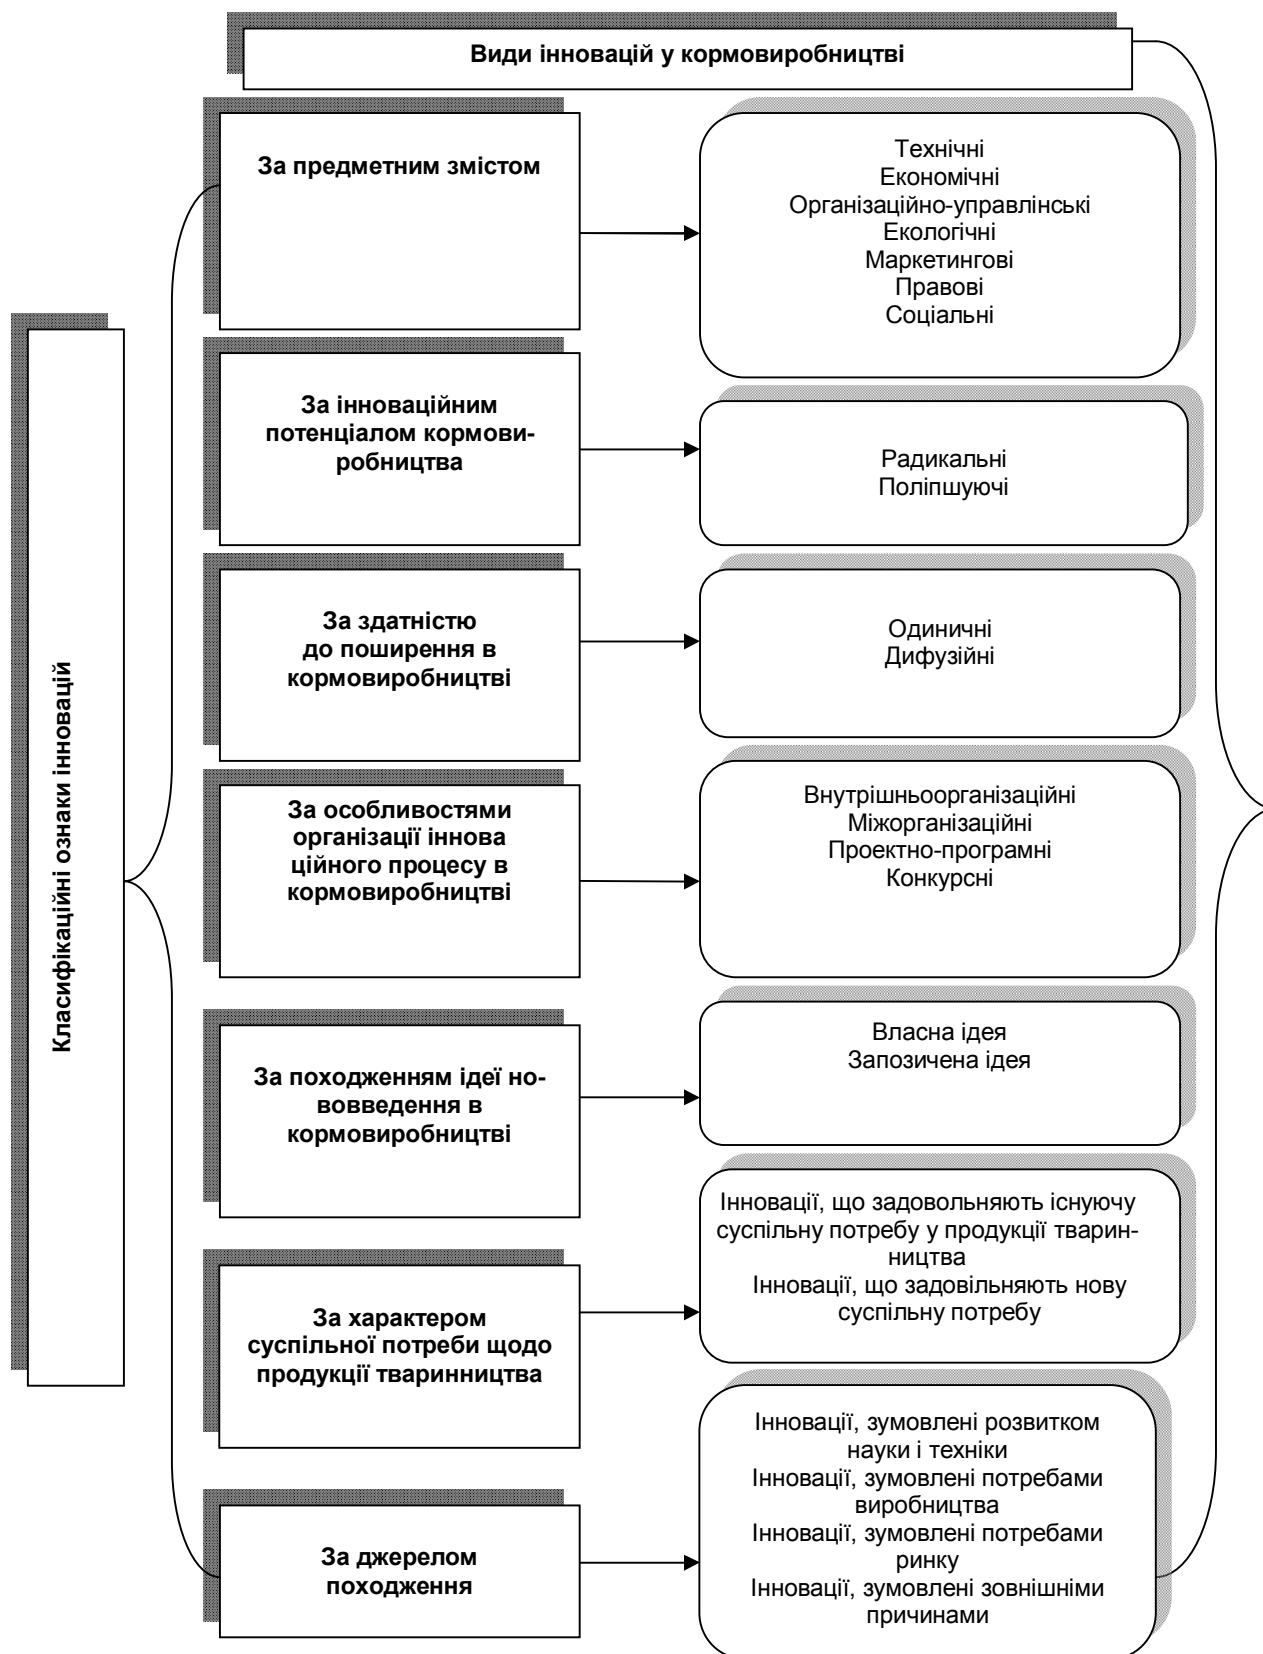 Види інновацій у кормовиробництві
Класифікаційні ознаки інновацій
За предметним змістом
Технічні
Економічні
Організаційно-управлінські
Екологічні
Маркетингові
Правові
Соціальні
За інноваційним
потенціалом кормови-
робництва
Радикальні
Поліпшуючі
За здатністю
до поширення в
кормовиробництві
Одиничні
Дифузійні
За особливостями
організації іннова
ційного процесу в
кормовиробництві
Внутрішньоорганізаційні
Міжорганізаційні
Проектно-програмні
Конкурсні
За походженням ідеї но-
вовведення в
кормовиробництві
Власна ідея
Запозичена ідея
За характером
суспільної потреби щодо
продукції тваринництва
Інновації, що задовольняють існуючу
суспільну потребу у продукції тварин-
ництва
Інновації, що задовільняють нову
суспільну потребу
За джерелом
походження
Інновації, зумовлені розвитком
науки і техніки
Інновації, зумовлені потребами
виробництва
Інновації, зумовлені потребами
ринку
Інновації, зумовлені зовнішніми
причинами